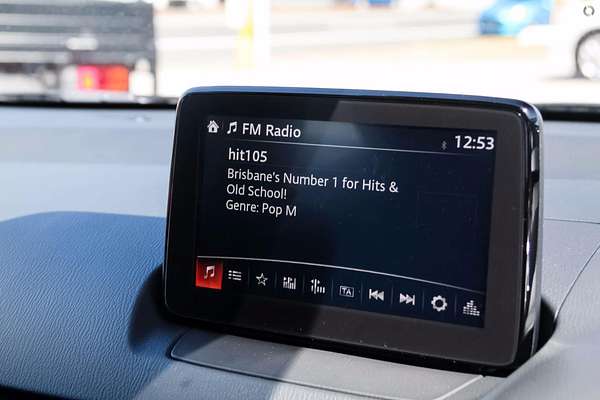 FM Radio
12:53
hit105
Brisbane's Number 1 for Hits &
Old School!
Genre: Pop M
TA